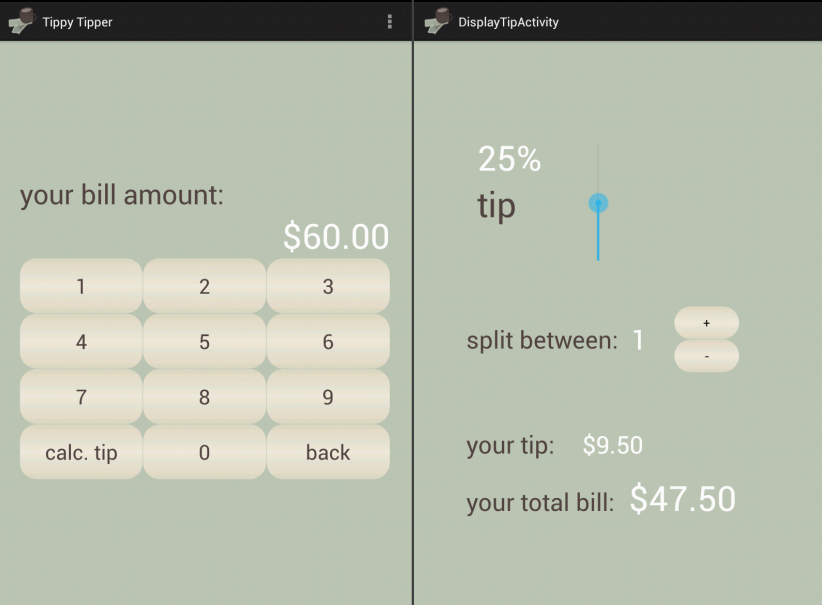 Tippy Tipper
your bill amount:
$60.00
1 2 3
4 5 6
7 8 9
calc. tip 0 back
DisplayTipActivity
25%
tip
split between: 1
+
-
your tip: $9.50
your total bill: $47.50